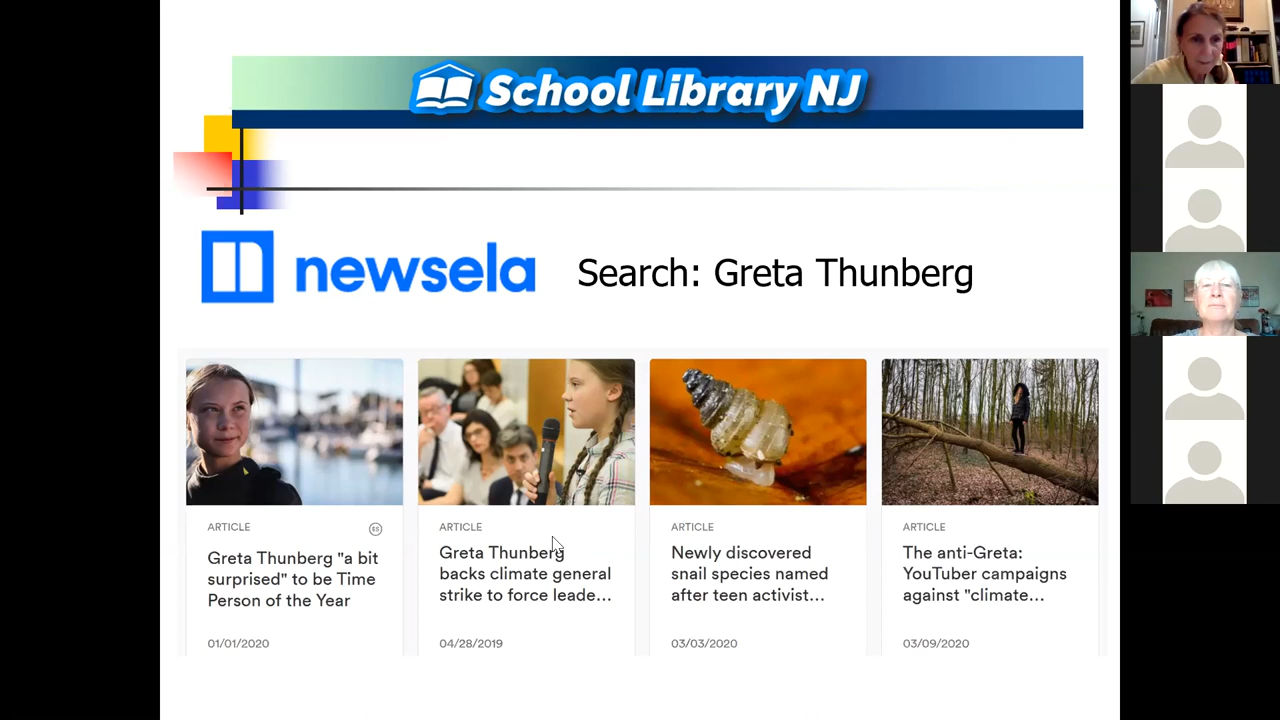 School Library NJ
newsela
Search: Greta Thunberg
ARTICLE
ES
Greta Thunberg "a bit
surprised" to be Time
Person of the Year
01/01/2020
ARTICLE
Greta Thunberg
backs climate general
strike to force leade...
04/28/2019
ARTICLE
Newly discovered
snail species named
after teen activist...
03/03/2020
ARTICLE
The anti-Greta:
YouTuber campaigns
against "climate...
03/09/2020